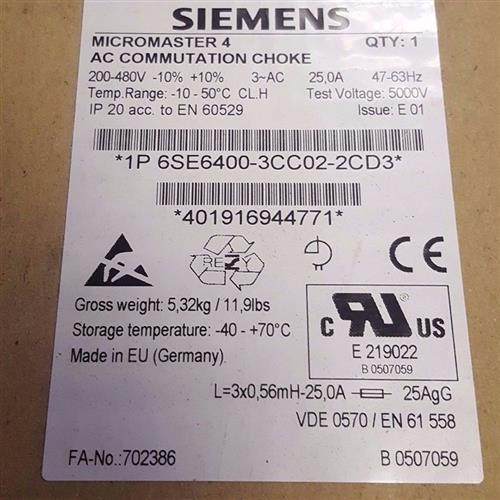 SIEMENS
MICROMASTER 4 QTY: 1
AC COMMUTATION CHOKE
200-480V -10% +10% 3~AC 25,0A 47-63Hz
Temp.Range: -10 - 50°C CL.H Test Voltage: 5000V
IP 20 acc. to EN 60529 Issue: E 01
*1P 6SE6400-3CC02-2CD3*
*401916944771*
Gross weight: 5,32kg / 11,9lbs
Storage temperature: -40 - +70°C
Made in EU (Germany)
CE
C RU US
E 219022
B 0507059
L=3x0,56mH-25,0A 25AgG
VDE 0570 / EN 61 558
FA-No.:702386 B 0507059